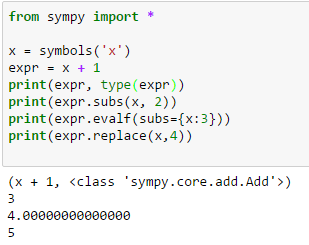 from sympy import *
x = symbols('x')
expr = x + 1
print(expr, type(expr))
print(expr.subs(x, 2))
print(expr.evalf(subs={x:3}))
print(expr.replace(x,4))
(x + 1, <class 'sympy.core.add.Add'>)
3
4.00000000000000
5